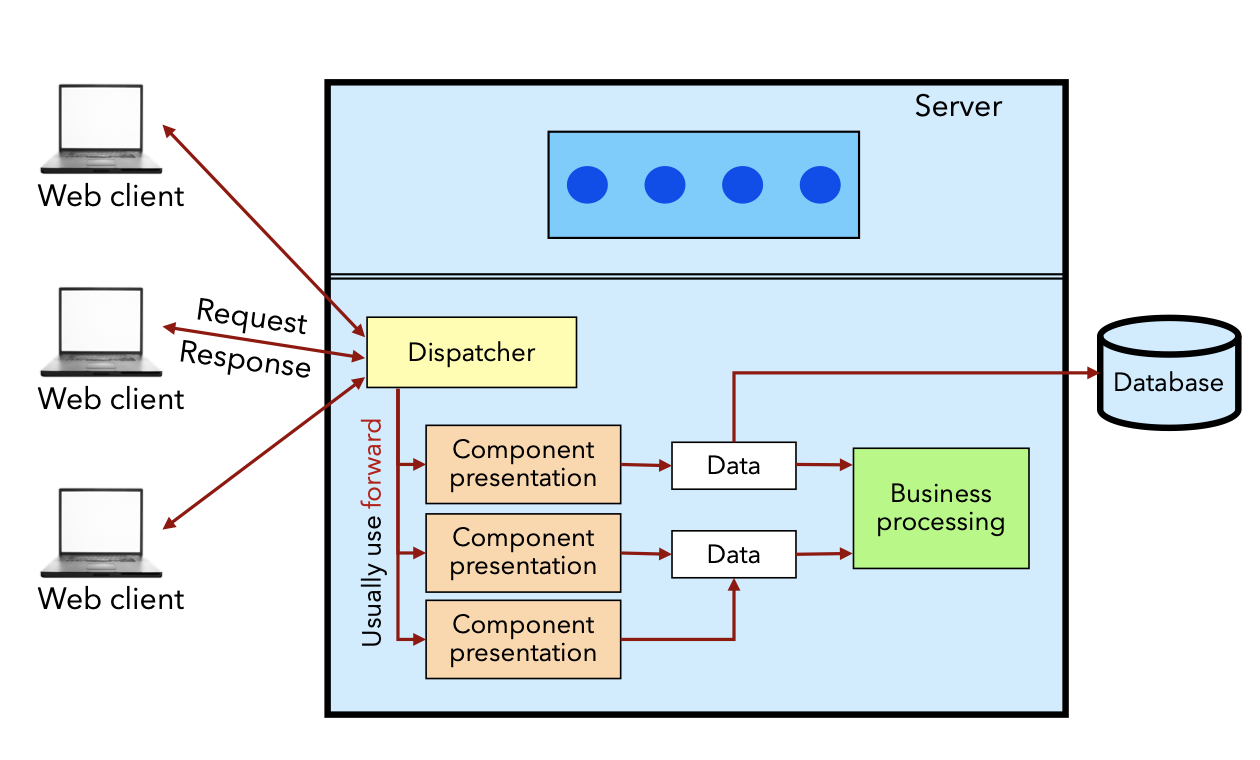 Server
Web client
Request
Response
Web client
Web client
Dispatcher
Usually use forward
Component
presentation
Component
presentation
Component
presentation
Data
Data
Business
processing
Database